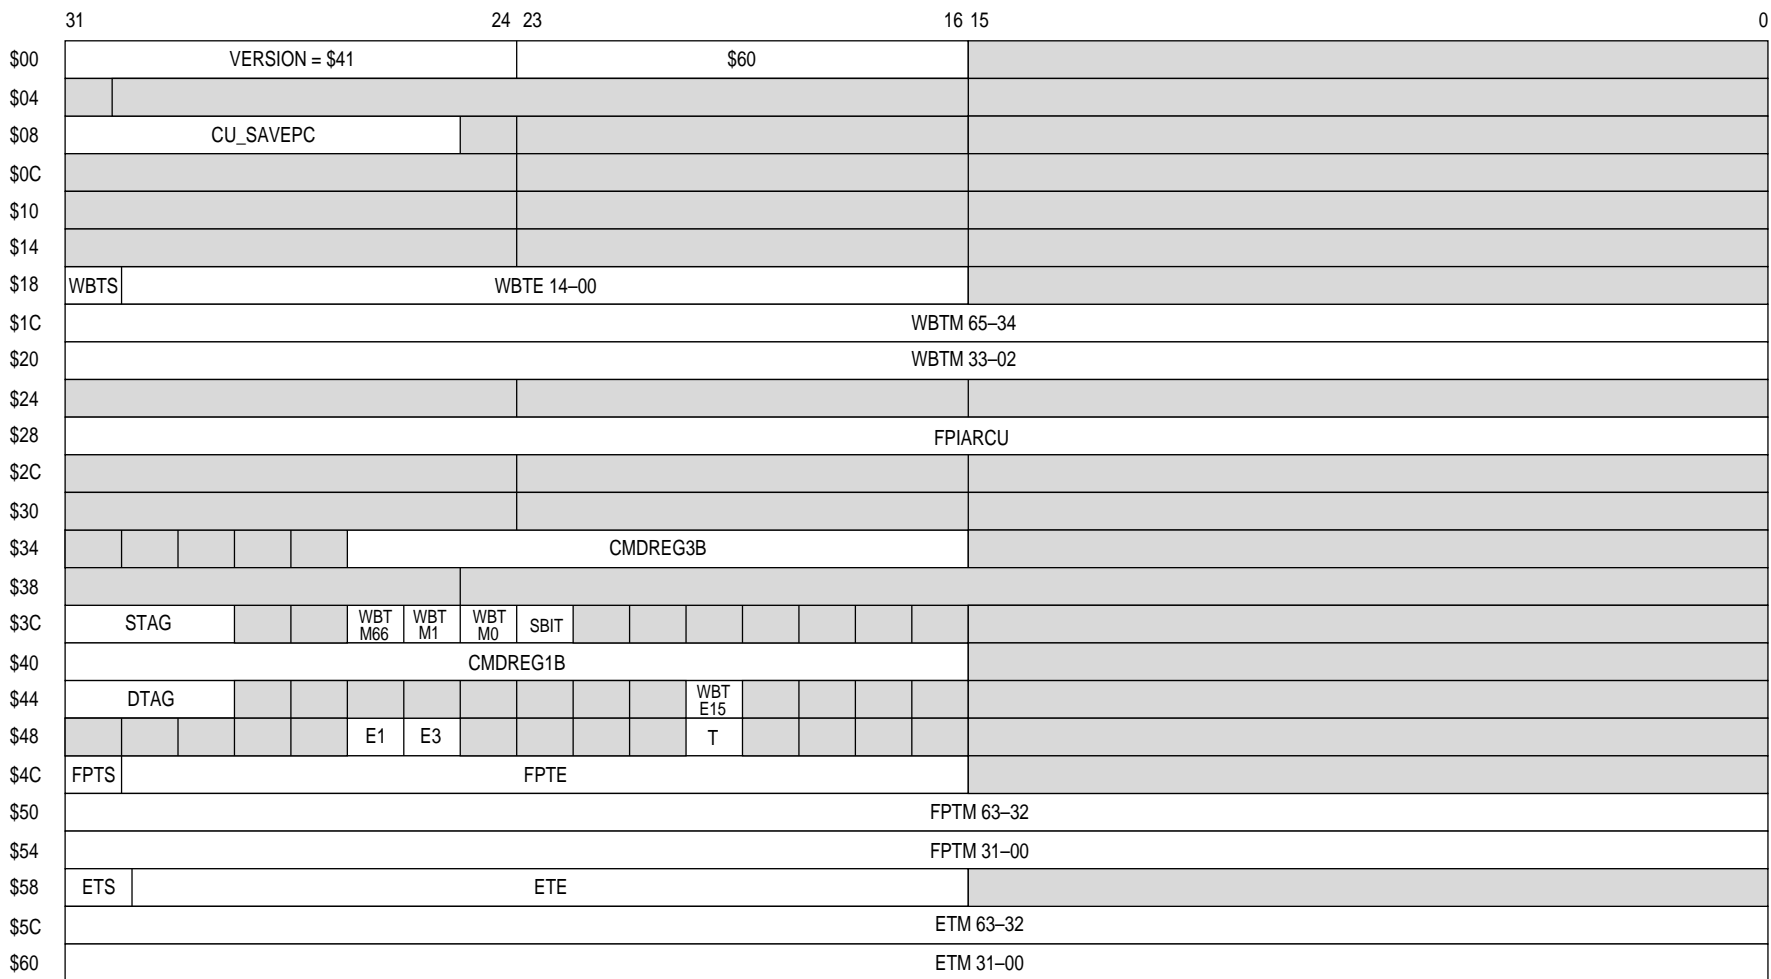 31 24 23 16 15 0
$00 VERSION = $41 $60
$04
$08 CU_SAVEPC
$0C
$10
$14
$18 WBTS WBTE 14–00
$1C WBTM 65–34
$20 WBTM 33–02
$24
$28 FPIARCU
$2C
$30
$34 CMDREG3B
$38
$3C STAG WBT M66 WBT M1 WBT M0 SBIT
$40 CMDREG1B
$44 DTAG WBT E15
$48 E1 E3 T
$4C FPTS FPTE
$50 FPTM 63–32
$54 FPTM 31–00
$58 ETS ETE
$5C ETM 63–32
$60 ETM 31–00